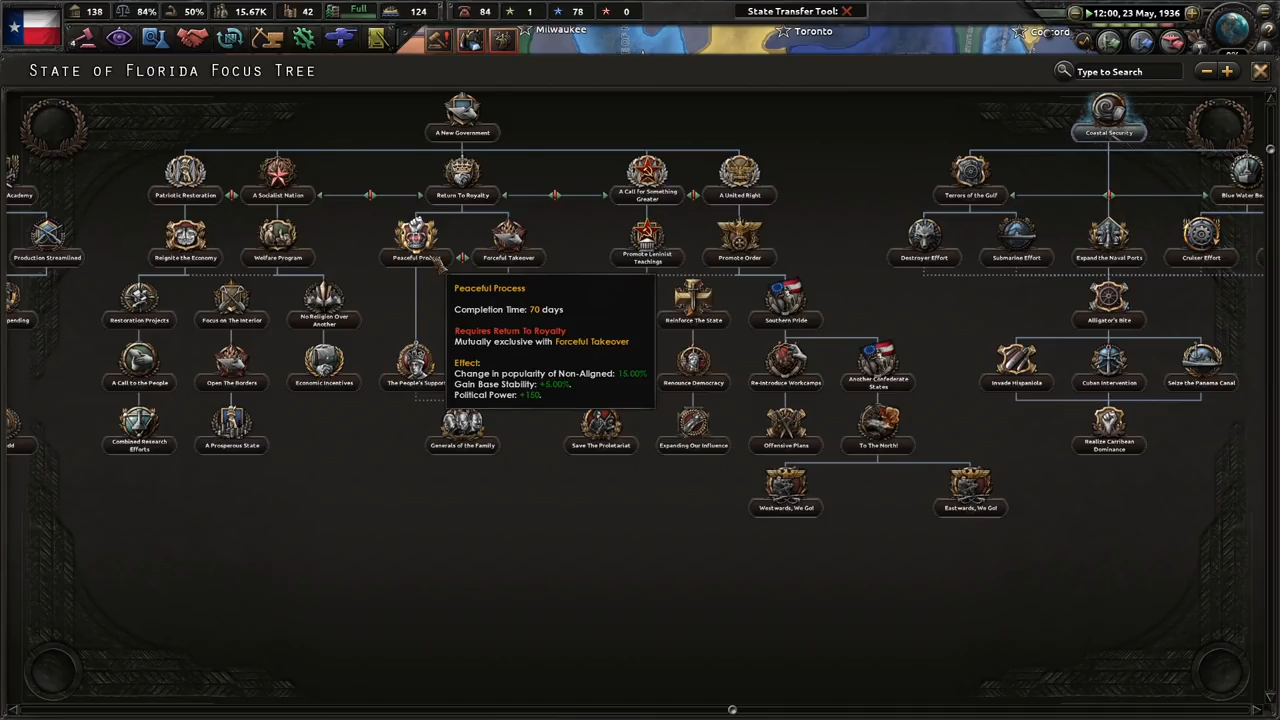 138 84% 50% 15.67K 42 Full 124 84 1 78 0 State Transfer Tool: 12:00, 23 May, 1936
Milwaukee Toronto
State of Florida Focus Tree
Type to Search
A New Government
Coastal Security
Academy
Patriotic Restoration
A Socialist Nation
Return To Royalty
A Call for Something
Greater
A United Right
Terrors of the Gulf
Blue Water
Production Streamlined
Reignite the Economy
Welfare Program
Peaceful
Forceful Takeover
Promote Leninist
Teachings
Promote Order
Destroyer Effort
Submarine Effort
Expand the Naval Ports
Cruiser Effort
Peaceful Process
Completion Time: 70 days
Requires Return To Royalty
Mutually exclusive with Forceful Takeover
Effect:
Change in popularity of Non-Aligned: 15.00%
Gain Base Stability: +5.00%.
Political Power: +150.
pending
Restoration Projects
Focus on The Interior
No Religion Over
Another
Reinforce The State
Southern Pride
Alligator's Bite
A Call to the People
Open The Borders
Economic Incentives
The People's Support
Renounce Democracy
Re-Introduce Workcamps
Another Confederate
States
Invade Hispaniola
Cuban Intervention
Seize the Panama Canal
Combined Research
Efforts
A Prosperous State
Generals of the Family
Save The Proletariat
Expanding Our Influence
Offensive Plans
To The North!
Realize Carribean
Dominance
Westwards, We Go!
Eastwards, We Go!